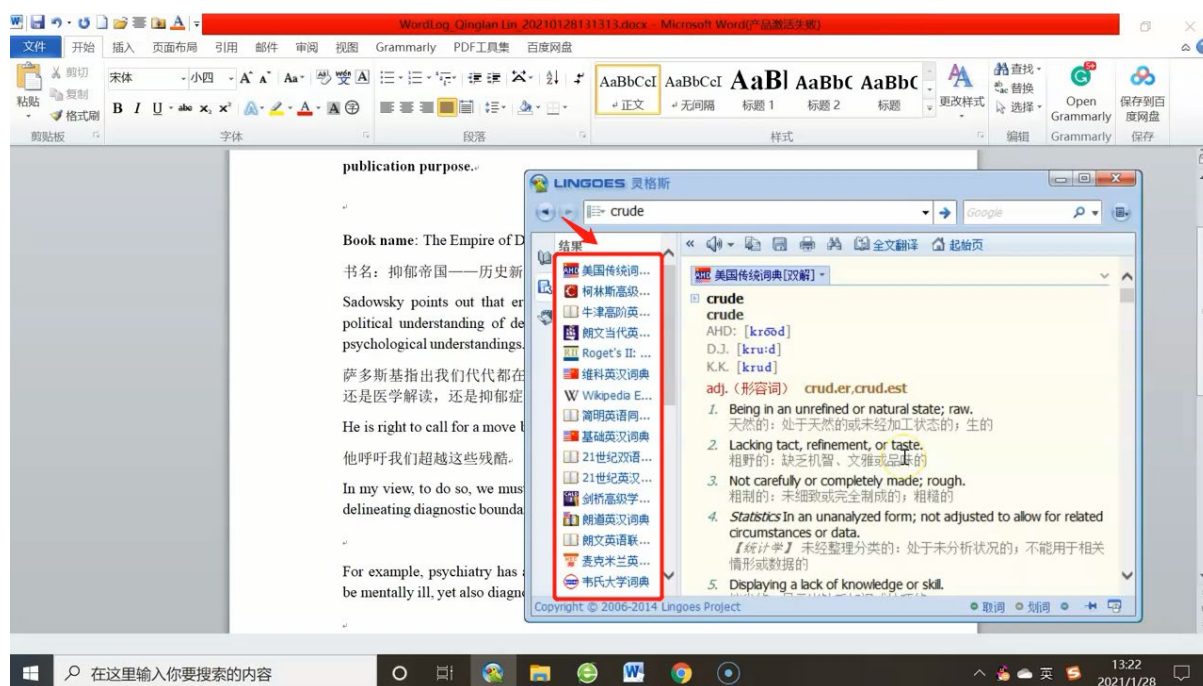 WordLog_Qinglan Lin_20210128131313.docx - Microsoft Word(产品激活失败)
文件 开始 插入 页面布局 引用 邮件 审阅 视图 Grammarly PDF工具集 百度网盘
剪切
复制
格式刷
粘贴
宋体 小四
AaBbCcI AaBbCcI AaBl AaBbC AaBbC
正文 无间隔 标题 1 标题 2 标题
更改样式
查找
替换
选择
Open Grammarly
保存到百度网盘
剪贴板 字体 段落 样式 编辑 Grammarly 保存
publication purpose.
Book name: The Empire of D
书名：抑郁帝国——历史新
Sadowsky points out that er
political understanding of de
psychological understandings.
萨多斯基指出我们代代都在
还是医学解读，还是抑郁症
He is right to call for a move b
他呼吁我们超越这些残酷
In my view, to do so, we mus
delineating diagnostic bounda
For example, psychiatry has
be mentally ill, yet also diagn
LINGOES 灵格斯
crude
Google
结果
美国传统词...
柯林斯高级...
牛津高阶英...
朗文当代英...
Roget's II: ...
维科英汉词典
Wikipedia E...
简明英语同...
基础英汉词典
21世纪双语...
21世纪英汉...
剑桥高级学...
朗道英汉词典
朗文英语联...
麦克米兰英...
韦氏大学词典
全文翻译 起始页
美国传统词典[双解]
crude
crude
AHD: [kro͞od]
D.J. [kru:d]
K.K. [krud]
adj.（形容词） crud.er,crud.est
1. Being in an unrefined or natural state; raw.
天然的：处于天然的或未经加工状态的；生的
2. Lacking tact, refinement, or taste.
粗野的：缺乏机智、文雅或品味的
3. Not carefully or completely made; rough.
粗制的：未细致或完全制成的；粗糙的
4. Statistics In an unanalyzed form; not adjusted to allow for related
circumstances or data.
【统计学】 未经整理分类的：处于未分析状况的；不能用于相关
情形或数据的
5. Displaying a lack of knowledge or skill.
Copyright © 2006-2014 Lingoes Project
取词 划词
在这里输入你要搜索的内容
英
13:22
2021/1/28